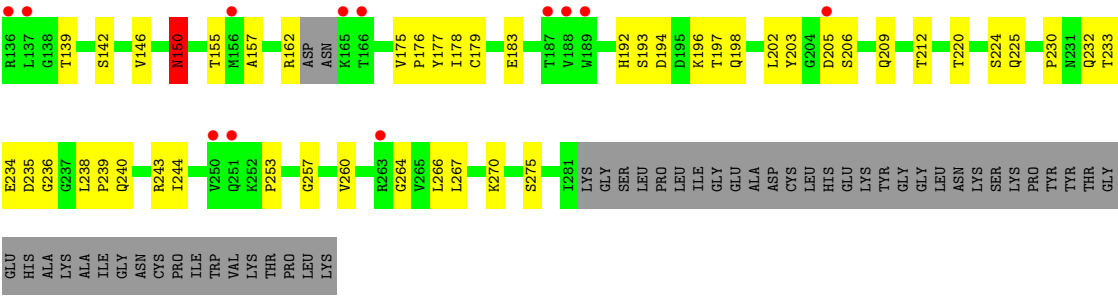 R136 L137 G138 T139 S142 V146 N150 T155 M156 A157 R162 ASP ASN K165 T166 V175 P176 Y177 I178 C179 E183 T187 V188 W189 H192 S193 D194 D195 K196 T197 Q198 L202 Y203 G204 D205 S206 Q209 T212 T220 S224 Q225 P230 N231 Q232 T233
E234 D235 G236 G237 L238 P239 Q240 R243 I244 V250 Q251 K252 P253 G257 V260 R263 G264 V265 L266 L267 K270 S275 I281 LYS GLY SER LEU PRO LEU ILE GLY GLU ALA ASP CYS LEU HIS GLU LYS TYR GLY GLY LEU ASN LYS SER LYS PRO TYR TYR THR GLY
GLU HIS ALA LYS ALA ILE GLY ASN CYS PRO ILE TRP VAL LYS THR PRO LEU LYS